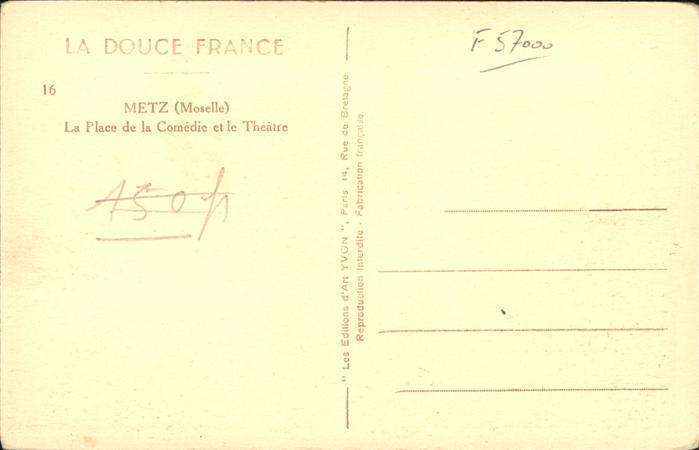 LA DOUCE FRANCE
16
METZ (Moselle)
La Place de la Comédie et le Théâtre
" Les Editions d'Art YVON ", Paris 14, Rue de Bretagne
Reproduction Interdite - Fabrication française.
F 57000